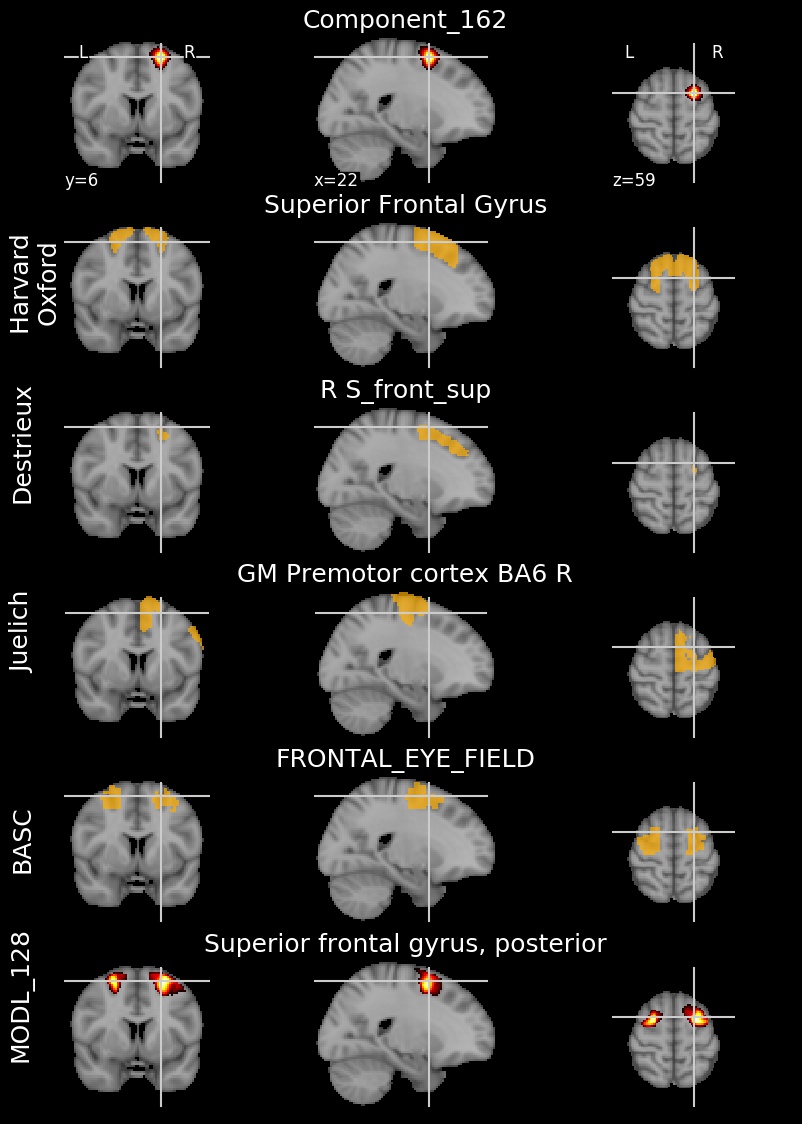 Component_162
L R
L R
y=6
x=22
z=59
Superior Frontal Gyrus
Harvard
Oxford
R S_front_sup
Destrieux
GM Premotor cortex BA6 R
Juelich
FRONTAL_EYE_FIELD
BASC
Superior frontal gyrus, posterior
MODL_128